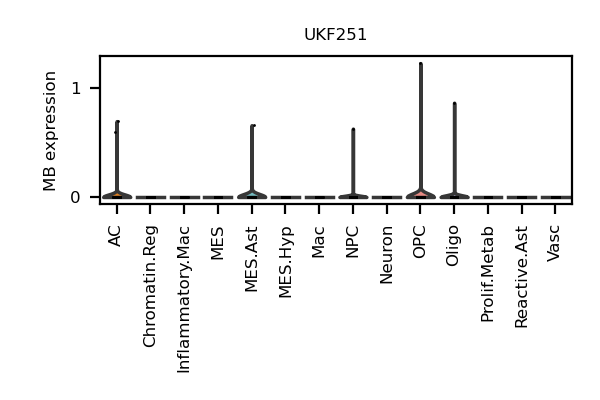 UKF251
MB expression
1
0
AC
Chromatin.Reg
Inflammatory.Mac
MES
MES.Ast
MES.Hyp
Mac
NPC
Neuron
OPC
Oligo
Prolif.Metab
Reactive.Ast
Vasc